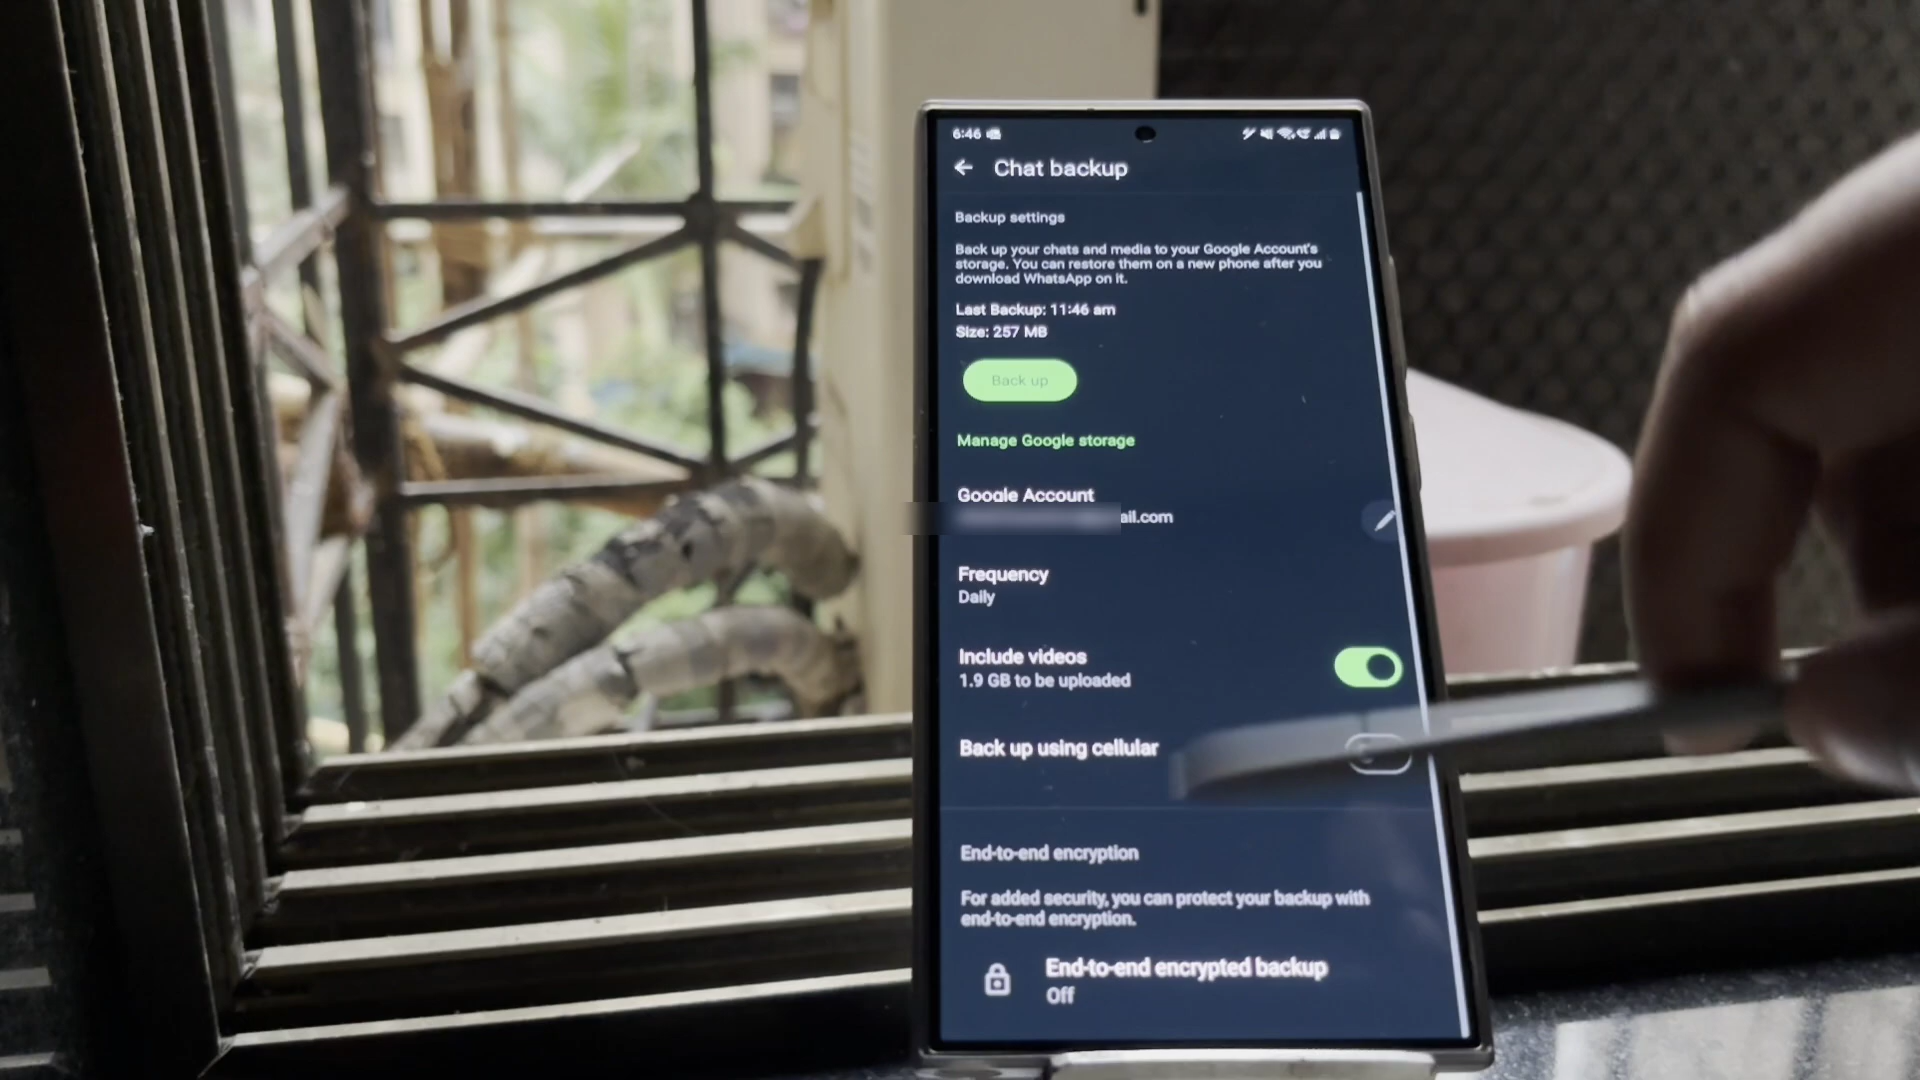 6:46
Chat backup
Backup settings
Back up your chats and media to your Google Account's
storage. You can restore them on a new phone after you
download WhatsApp on it.
Last Backup: 11:46 am
Size: 257 MB
Back up
Manage Google storage
Google Account
ail.com
Frequency
Daily
Include videos
1.9 GB to be uploaded
Back up using cellular
End-to-end encryption
For added security, you can protect your backup with
end-to-end encryption.
End-to-end encrypted backup
Off